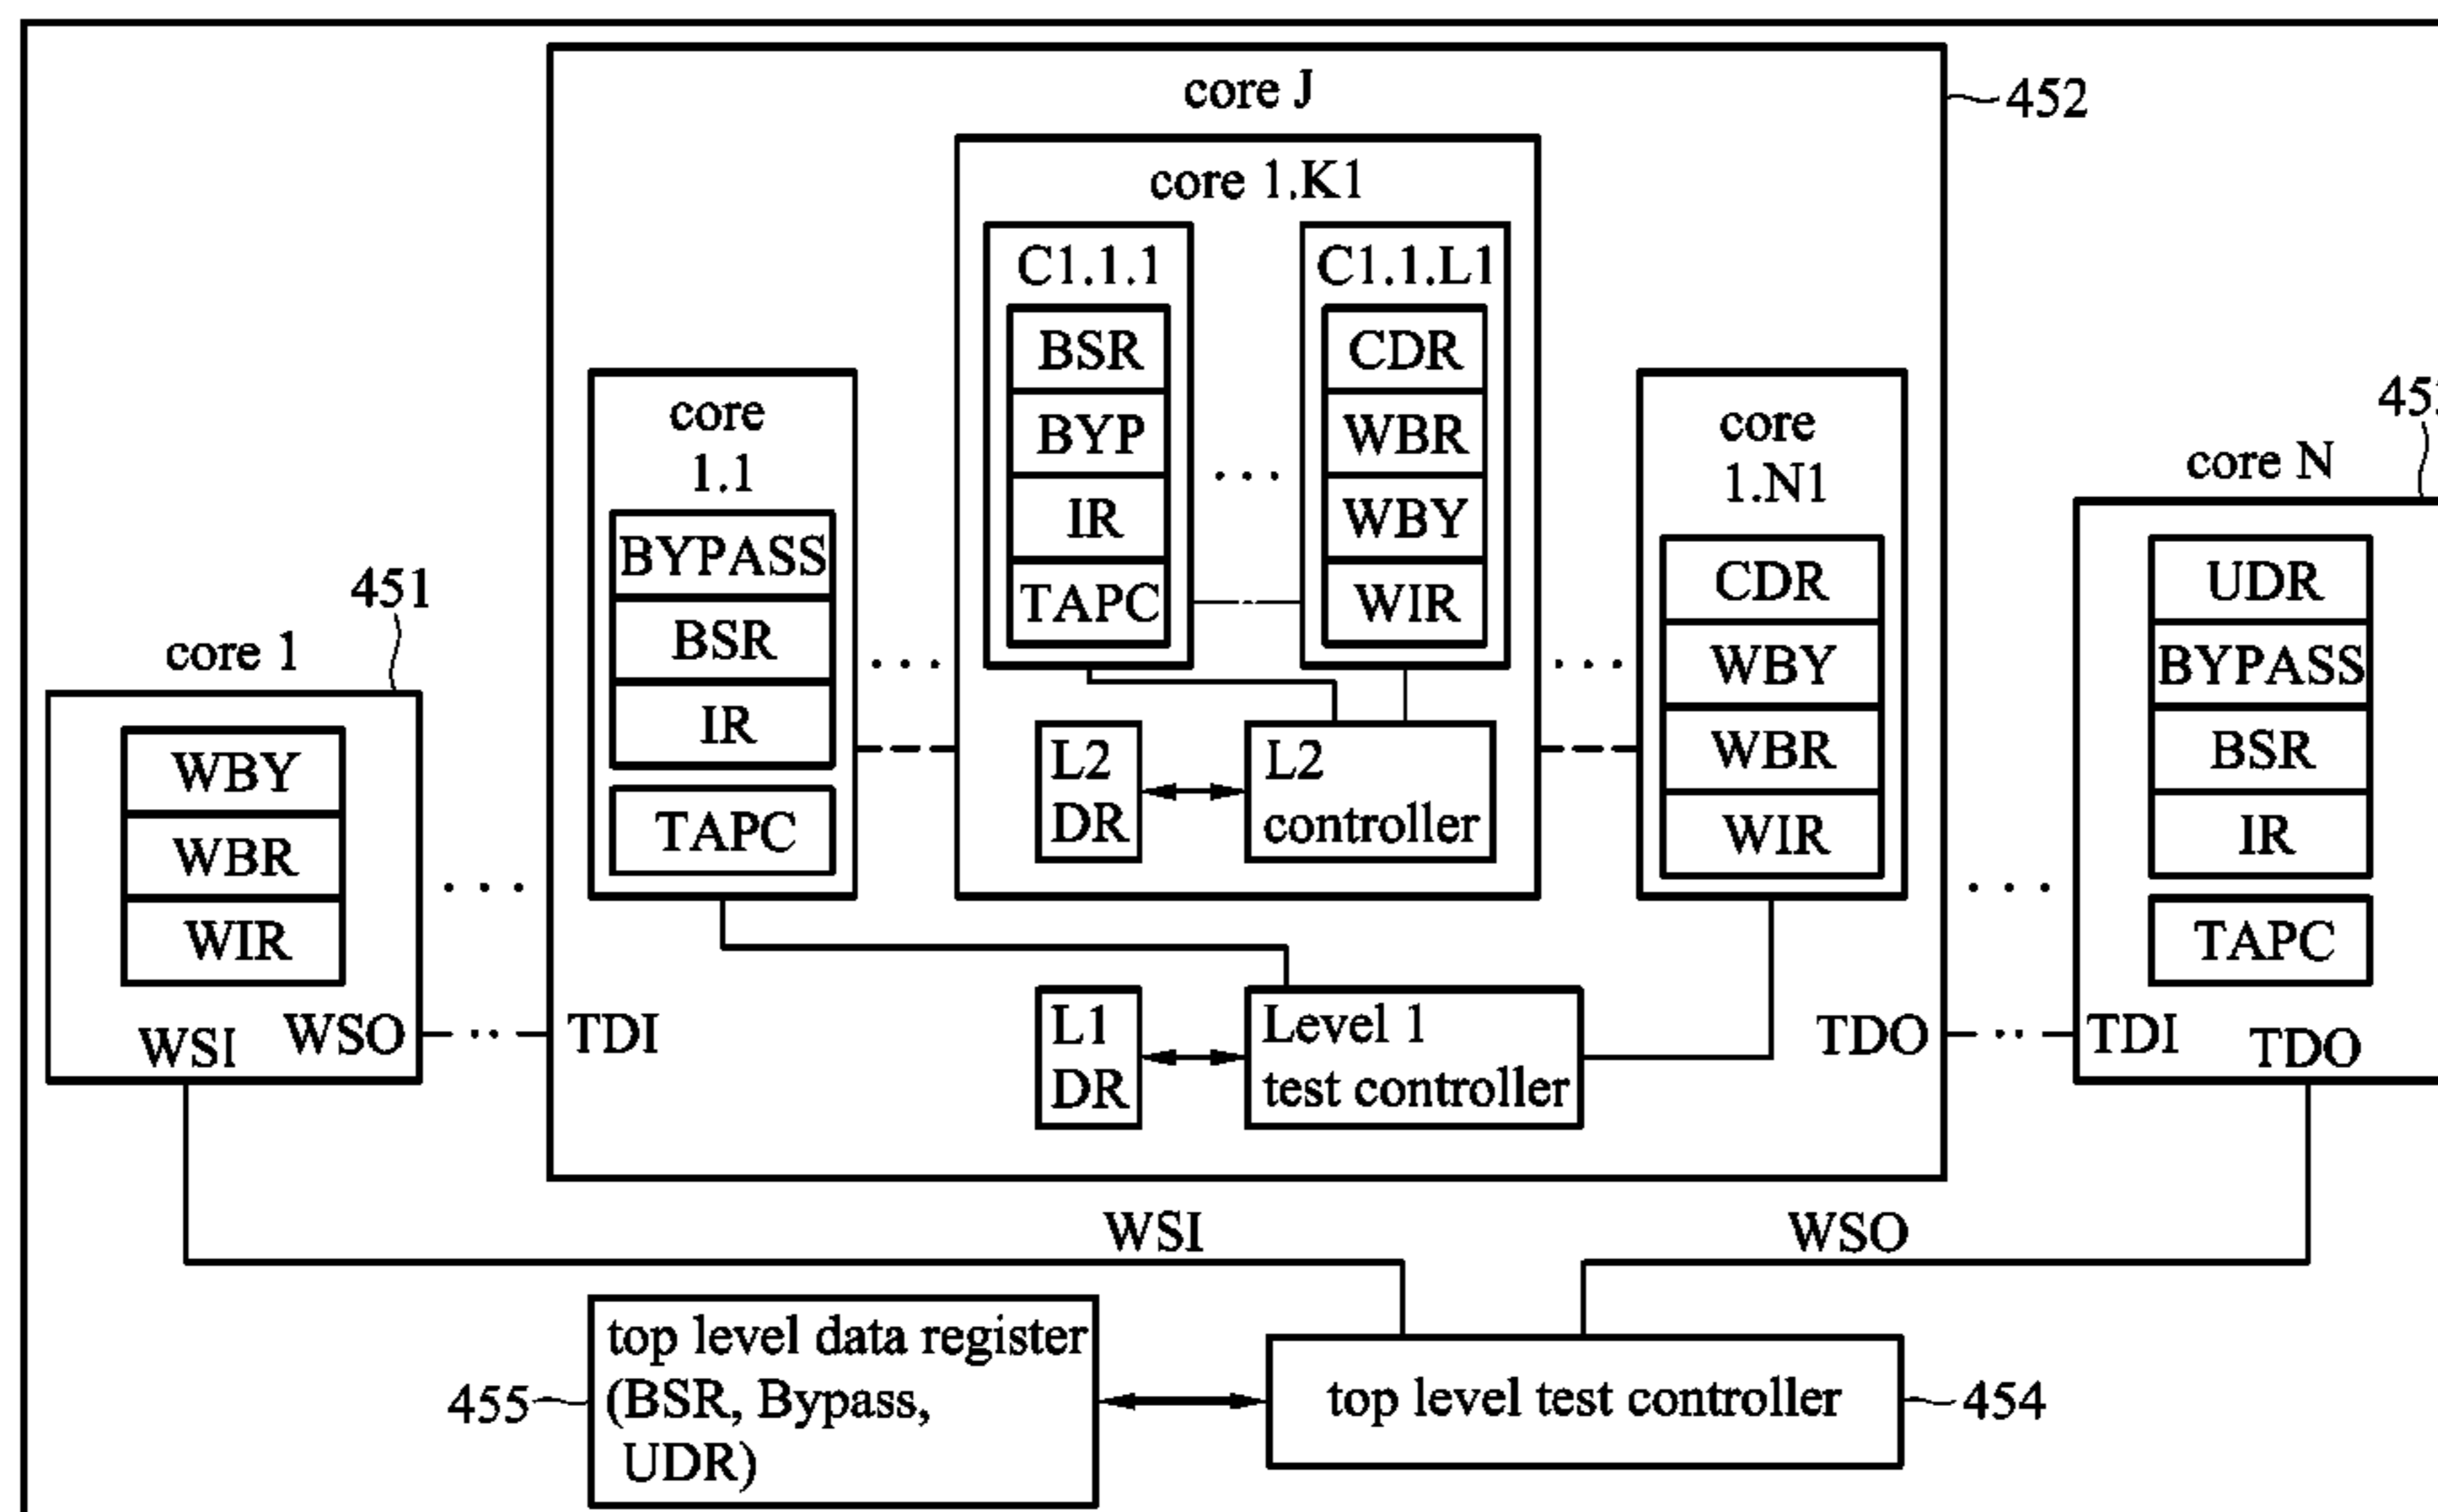 core J
452
core 1.K1
C1.1.1
BSR
BYP
IR
TAPC
...
C1.1.L1
CDR
WBR
WBY
WIR
core
1.1
BYPASS
BSR
IR
TAPC
...
L2
DR
L2
controller
...
core
1.N1
CDR
WBY
WBR
WIR
core N
UDR
BYPASS
BSR
IR
TAPC
TDI
TDO
451
core 1
WBY
WBR
WIR
WSI
WSO
...
TDI
L1
DR
Level 1
test controller
TDO
...
WSI
WSO
top level data register
(BSR, Bypass,
UDR)
455
top level test controller
454